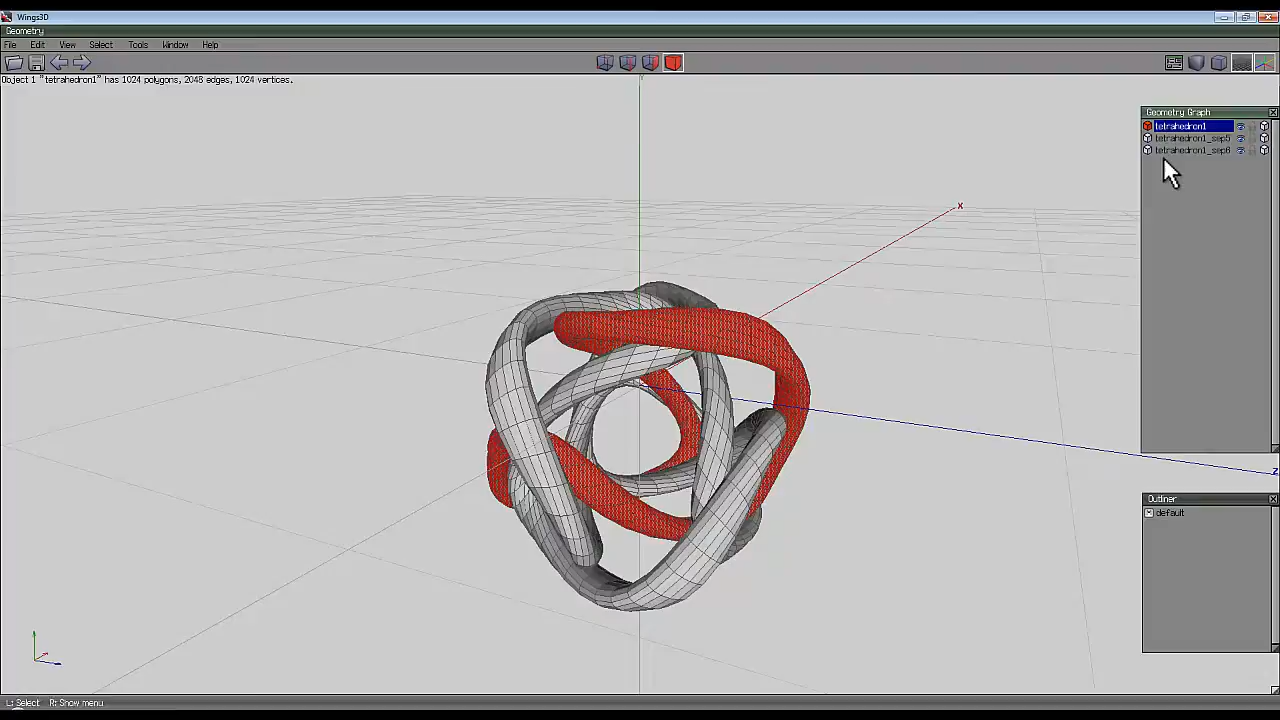 Wings3D
Geometry
File Edit View Select Tools Window Help
Object 1 "tetrahedron1" has 1024 polygons, 2048 edges, 1024 vertices.
Y
Geometry Graph
tetrahedron1
tetrahedron1_sep5
tetrahedron1_sep6
X
Z
Outliner
default
L: Select R: Show menu